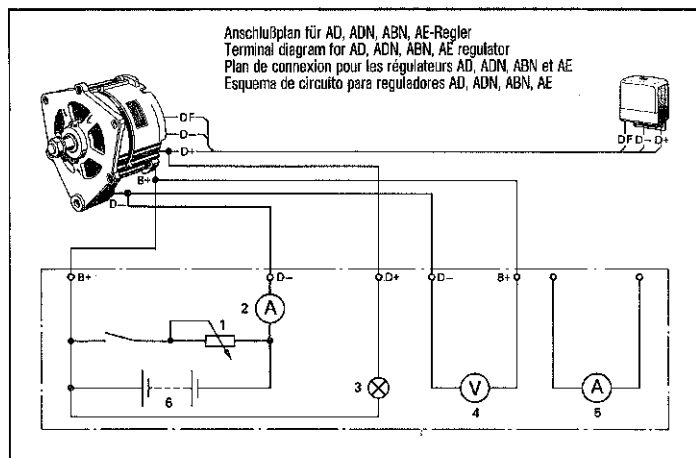 Anschlußplan für AD, ADN, ABN, AE-Regler
Terminal diagram for AD, ADN, ABN, AE regulator
Plan de connexion pour les régulateurs AD, ADN, ABN et AE
Esquema de circuito para reguladores AD, ADN, ABN, AE
DF
D–
D+
B+
D–
DF D– D+
B+ D– D+ D– B+
2 A
1
6
3
V
4
A
5